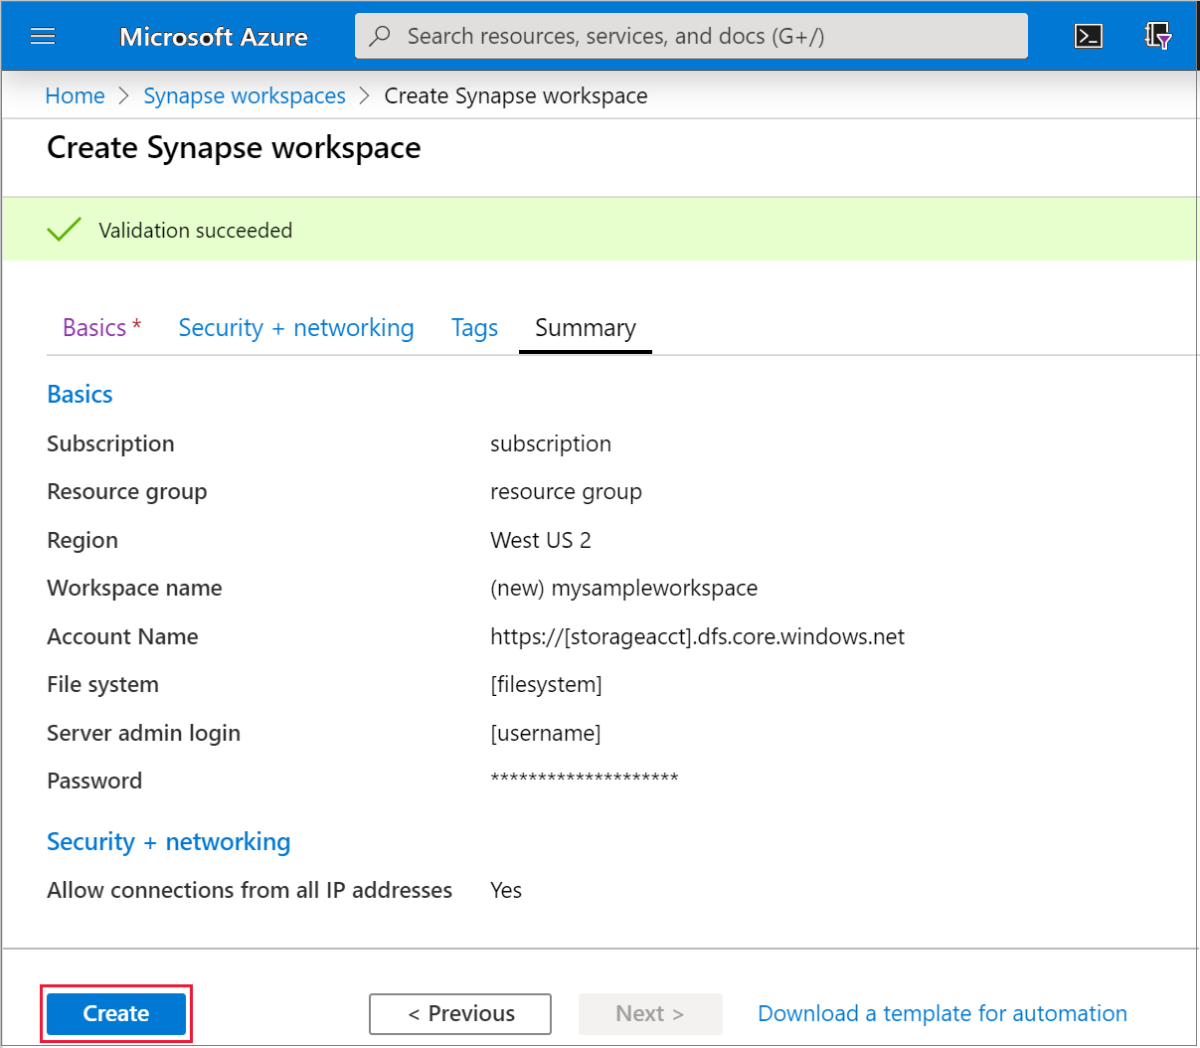 Microsoft Azure
Search resources, services, and docs (G+/)
Home > Synapse workspaces > Create Synapse workspace
Create Synapse workspace
Validation succeeded
Basics * Security + networking Tags Summary
Basics
Subscription subscription
Resource group resource group
Region West US 2
Workspace name (new) mysampleworkspace
Account Name https://[storageacct].dfs.core.windows.net
File system [filesystem]
Server admin login [username]
Password ********************
Security + networking
Allow connections from all IP addresses Yes
Create < Previous Next > Download a template for automation